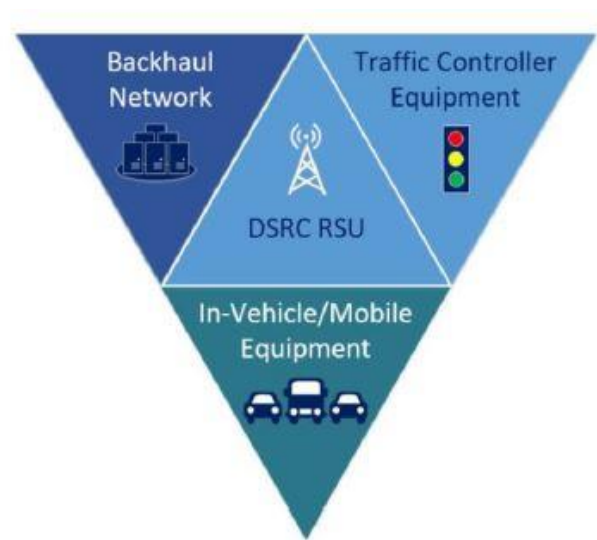 Backhaul
Network
Traffic Controller
Equipment
DSRC RSU
In-Vehicle/Mobile
Equipment